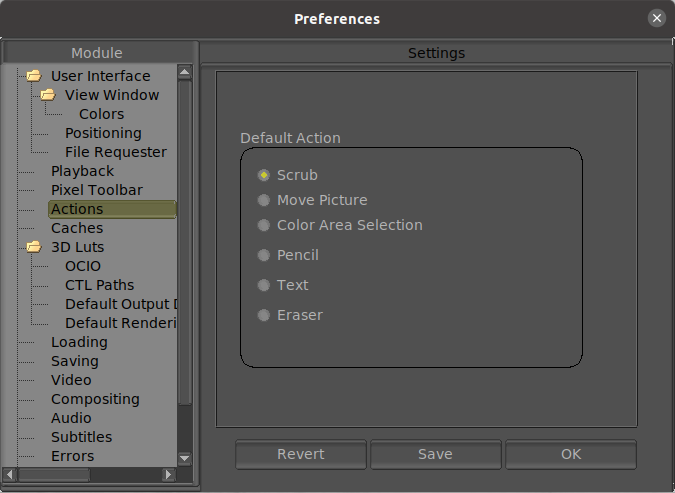 Preferences
Module
Settings
User Interface
View Window
Colors
Positioning
File Requester
Playback
Pixel Toolbar
Actions
Caches
3D Luts
OCIO
CTL Paths
Default Output D
Default Renderi
Loading
Saving
Video
Compositing
Audio
Subtitles
Errors
Default Action
Scrub
Move Picture
Color Area Selection
Pencil
Text
Eraser
Revert
Save
OK